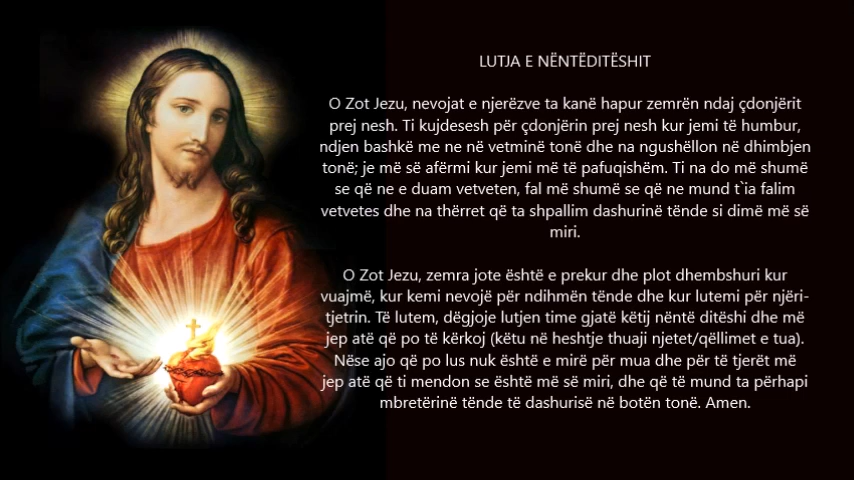 LUTJA E NËNTËDITËSHIT
O Zot Jezu, nevojat e njerëzve ta kanë hapur zemrën ndaj çdonjërit
prej nesh. Ti kujdesesh për çdonjërin prej nesh kur jemi të humbur,
ndjen bashkë me ne në vetminë tonë dhe na ngushëllon në dhimbjen
tonë; je më së afërmi kur jemi më të pafuqishëm. Ti na do më shumë
se që ne e duam vetveten, fal më shumë se që ne mund t`ia falim
vetvetes dhe na thërret që ta shpallim dashurinë tënde si dimë më së
miri.
O Zot Jezu, zemra jote është e prekur dhe plot dhembshuri kur
vuajmë, kur kemi nevojë për ndihmën tënde dhe kur lutemi për njëri-
tjetrin. Të lutem, dëgjoje lutjen time gjatë këtij nëntë ditëshi dhe më
jep atë që po të kërkoj (këtu në heshtje thuaji njetet/qëllimet e tua).
Nëse ajo që po lus nuk është e mirë për mua dhe për të tjerët më
jep atë që ti mendon se është më së miri, dhe që të mund ta përhapi
mbretërinë tënde të dashurisë në botën tonë. Amen.